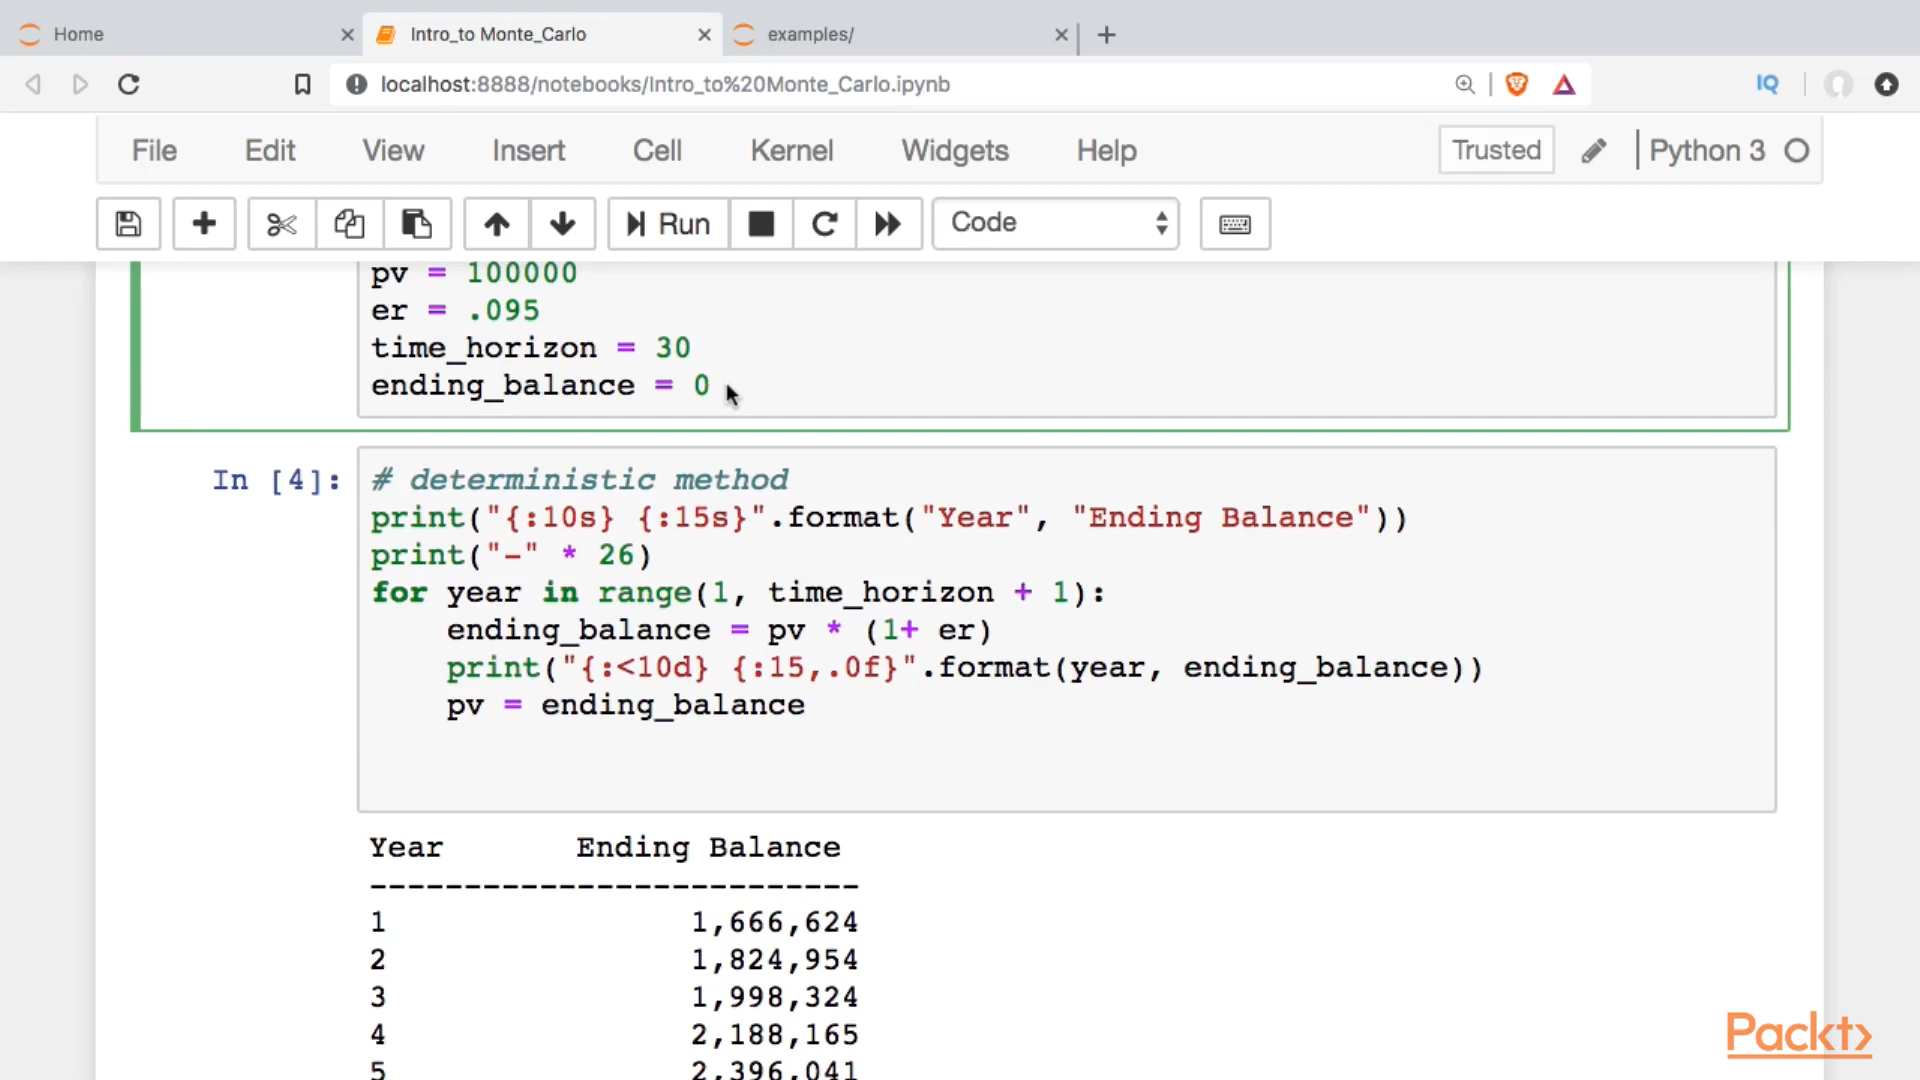 Home
Intro_to Monte_Carlo
examples/
localhost:8888/notebooks/Intro_to%20Monte_Carlo.ipynb
IQ
File Edit View Insert Cell Kernel Widgets Help
Trusted
Python 3
Run
Code
pv = 100000
er = .095
time_horizon = 30
ending_balance = 0
In [4]:
# deterministic method
print("{:10s} {:15s}".format("Year", "Ending Balance"))
print("-" * 26)
for year in range(1, time_horizon + 1):
    ending_balance = pv * (1+ er)
    print("{:<10d} {:15,.0f}".format(year, ending_balance))
    pv = ending_balance
Year Ending Balance
--------------------------
1 1,666,624
2 1,824,954
3 1,998,324
4 2,188,165
5 2,396,041
Packt>